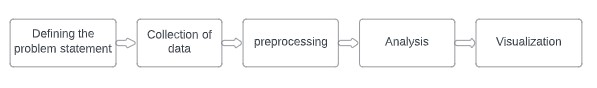 Defining the
problem statement
Collection of
data
preprocessing
Analysis
Visualization